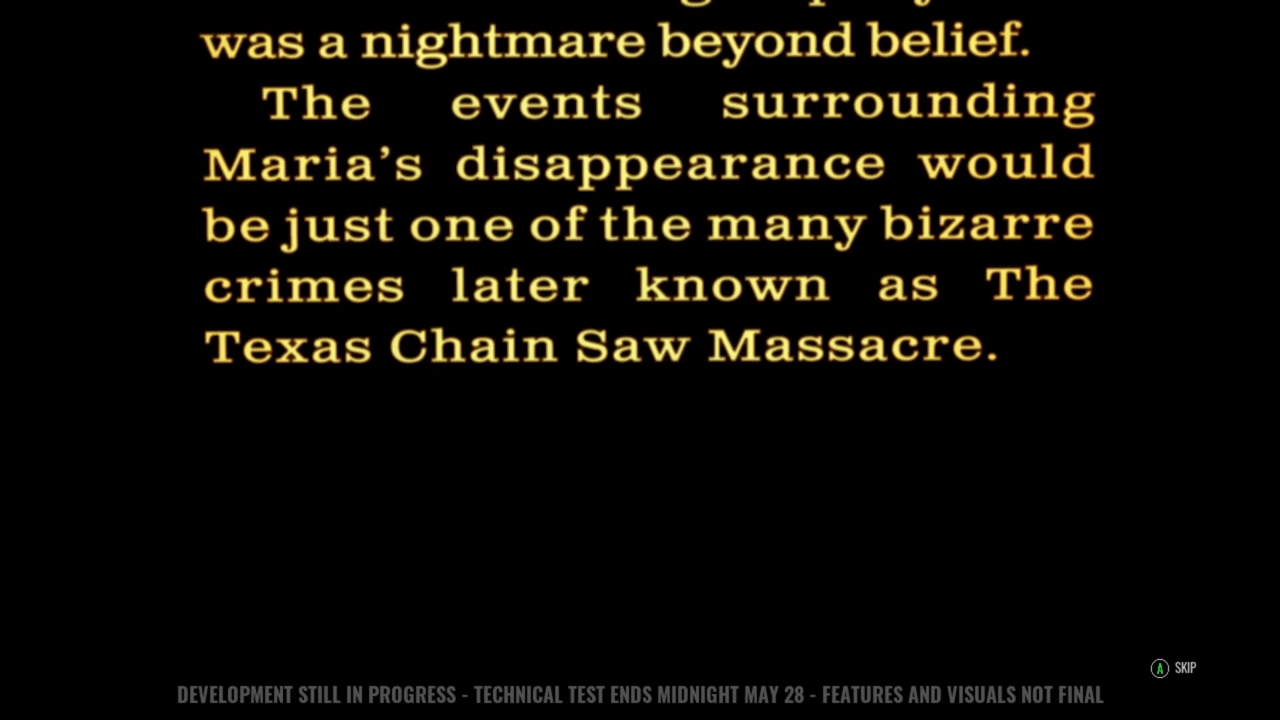 was a nightmare beyond belief.
The events surrounding
Maria’s disappearance would
be just one of the many bizarre
crimes later known as The
Texas Chain Saw Massacre.
A SKIP
DEVELOPMENT STILL IN PROGRESS - TECHNICAL TEST ENDS MIDNIGHT MAY 28 - FEATURES AND VISUALS NOT FINAL